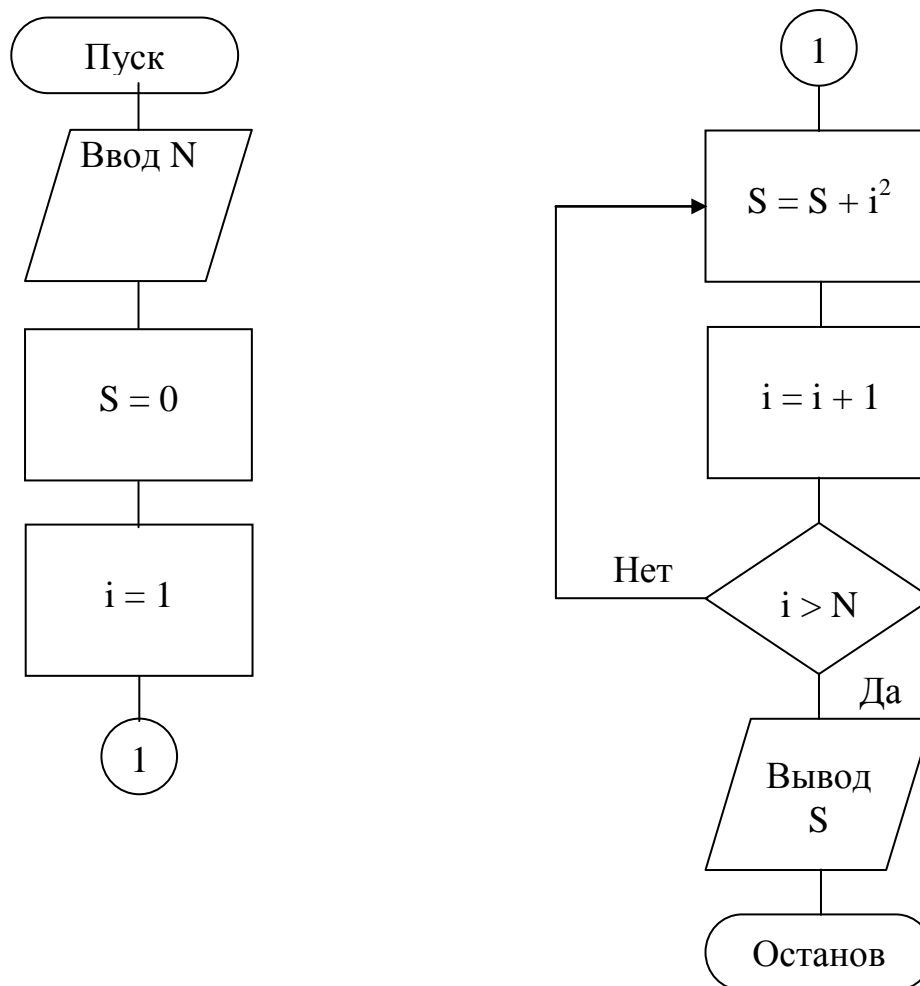 Пуск
Ввод N
S = 0
i = 1
1
1
S = S + i²
i = i + 1
Нет
i > N
Да
Вывод
S
Останов